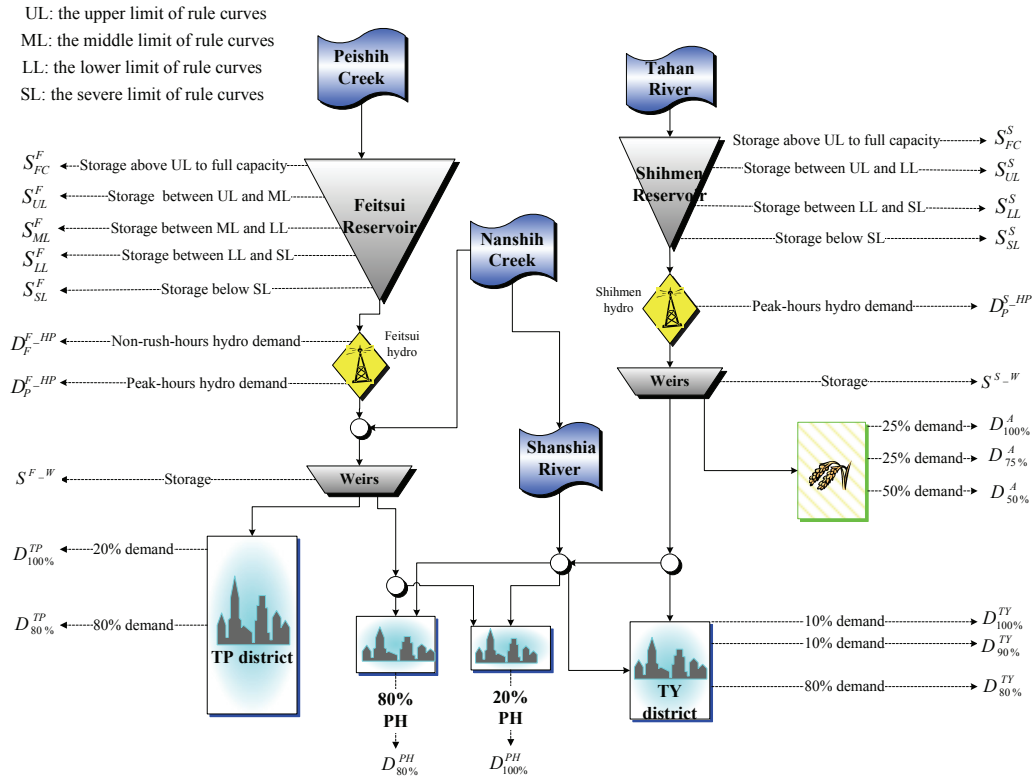 UL: the upper limit of rule curves
ML: the middle limit of rule curves
LL: the lower limit of rule curves
SL: the severe limit of rule curves
Peishih
Creek
Tahan
River
S^F_FC
Storage above UL to full capacity
S^F_UL
Storage between UL and ML
S^F_ML
Storage between ML and LL
S^F_LL
Storage between LL and SL
S^F_SL
Storage below SL
Feitsui
Reservoir
Nanshih
Creek
Shihmen
Reservoir
Storage above UL to full capacity
S^S_FC
Storage between UL and LL
S^S_UL
Storage between LL and SL
S^S_LL
Storage below SL
S^S_SL
D^F_HP_F
Non-rush-hours hydro demand
Feitsui
hydro
D^F_HP_P
Peak-hours hydro demand
Shihmen
hydro
Peak-hours hydro demand
D^S_HP_P
Weirs
Storage
S^S_W
25% demand
D^A_100%
25% demand
D^A_75%
50% demand
D^A_50%
Shanshia
River
S^F_W
Storage
Weirs
D^TP_100%
20% demand
D^TP_80%
80% demand
TP district
80%
PH
D^PH_80%
20%
PH
D^PH_100%
TY
district
10% demand
D^TY_100%
10% demand
D^TY_90%
80% demand
D^TY_80%